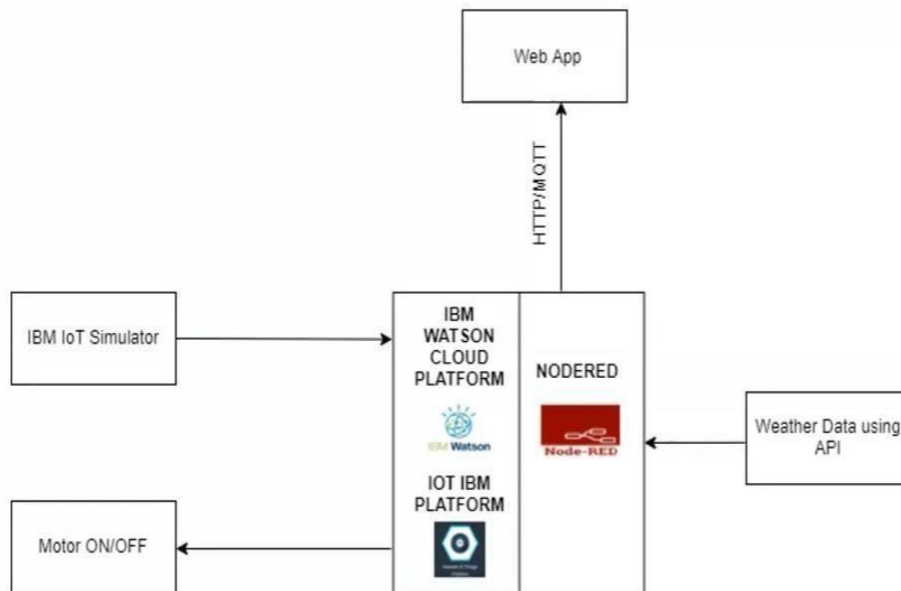 Web App
HTTP/MQTT
IBM IoT Simulator
IBM
WATSON
CLOUD
PLATFORM
IBM Watson
IOT IBM
PLATFORM
NODERED
Node-RED
Weather Data using
API
Motor ON/OFF